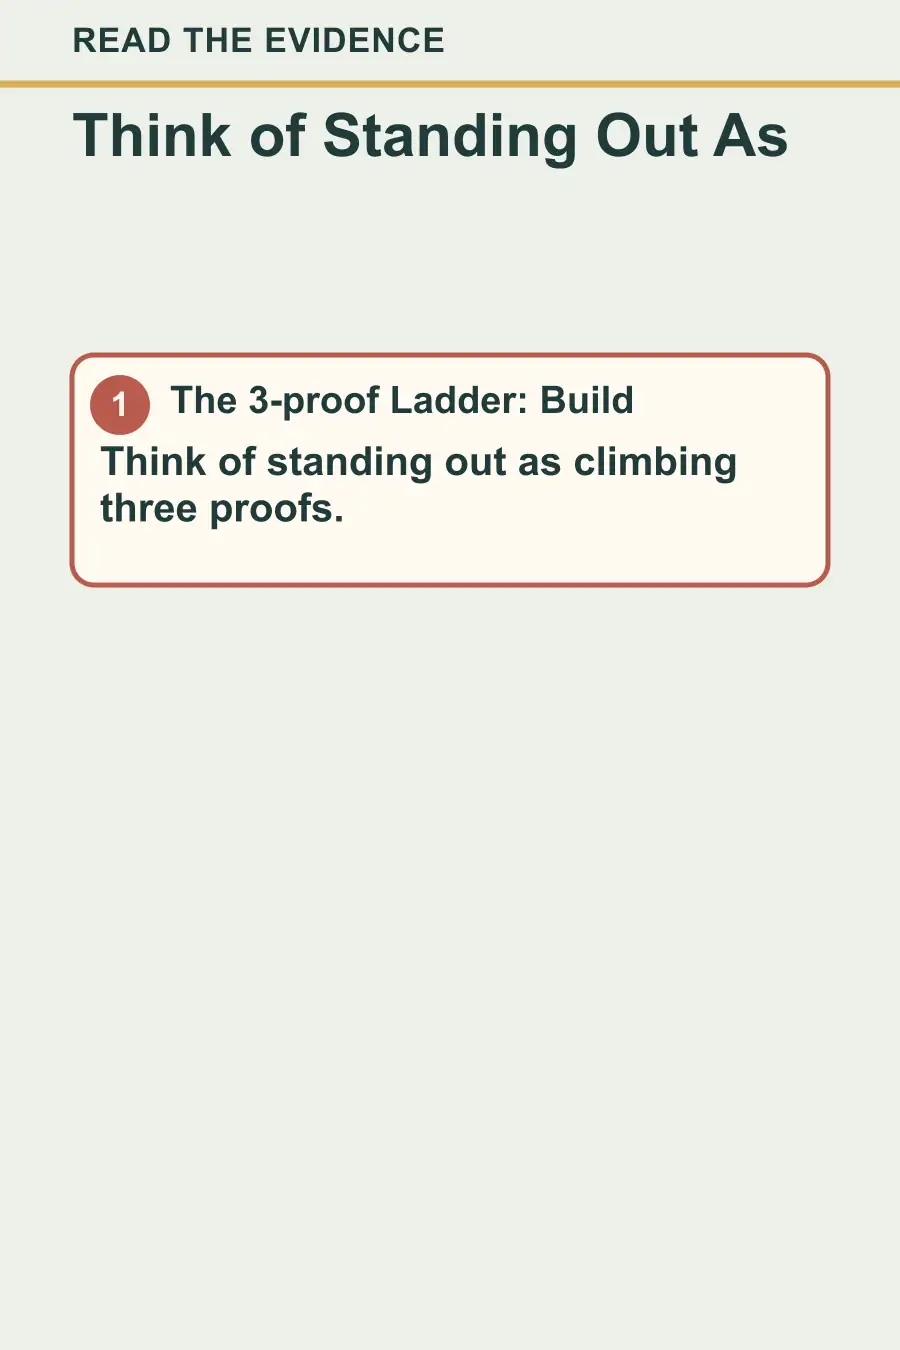 READ THE EVIDENCE
Think of Standing Out As
1
The 3-proof Ladder: Build
Think of standing out as climbing
three proofs.